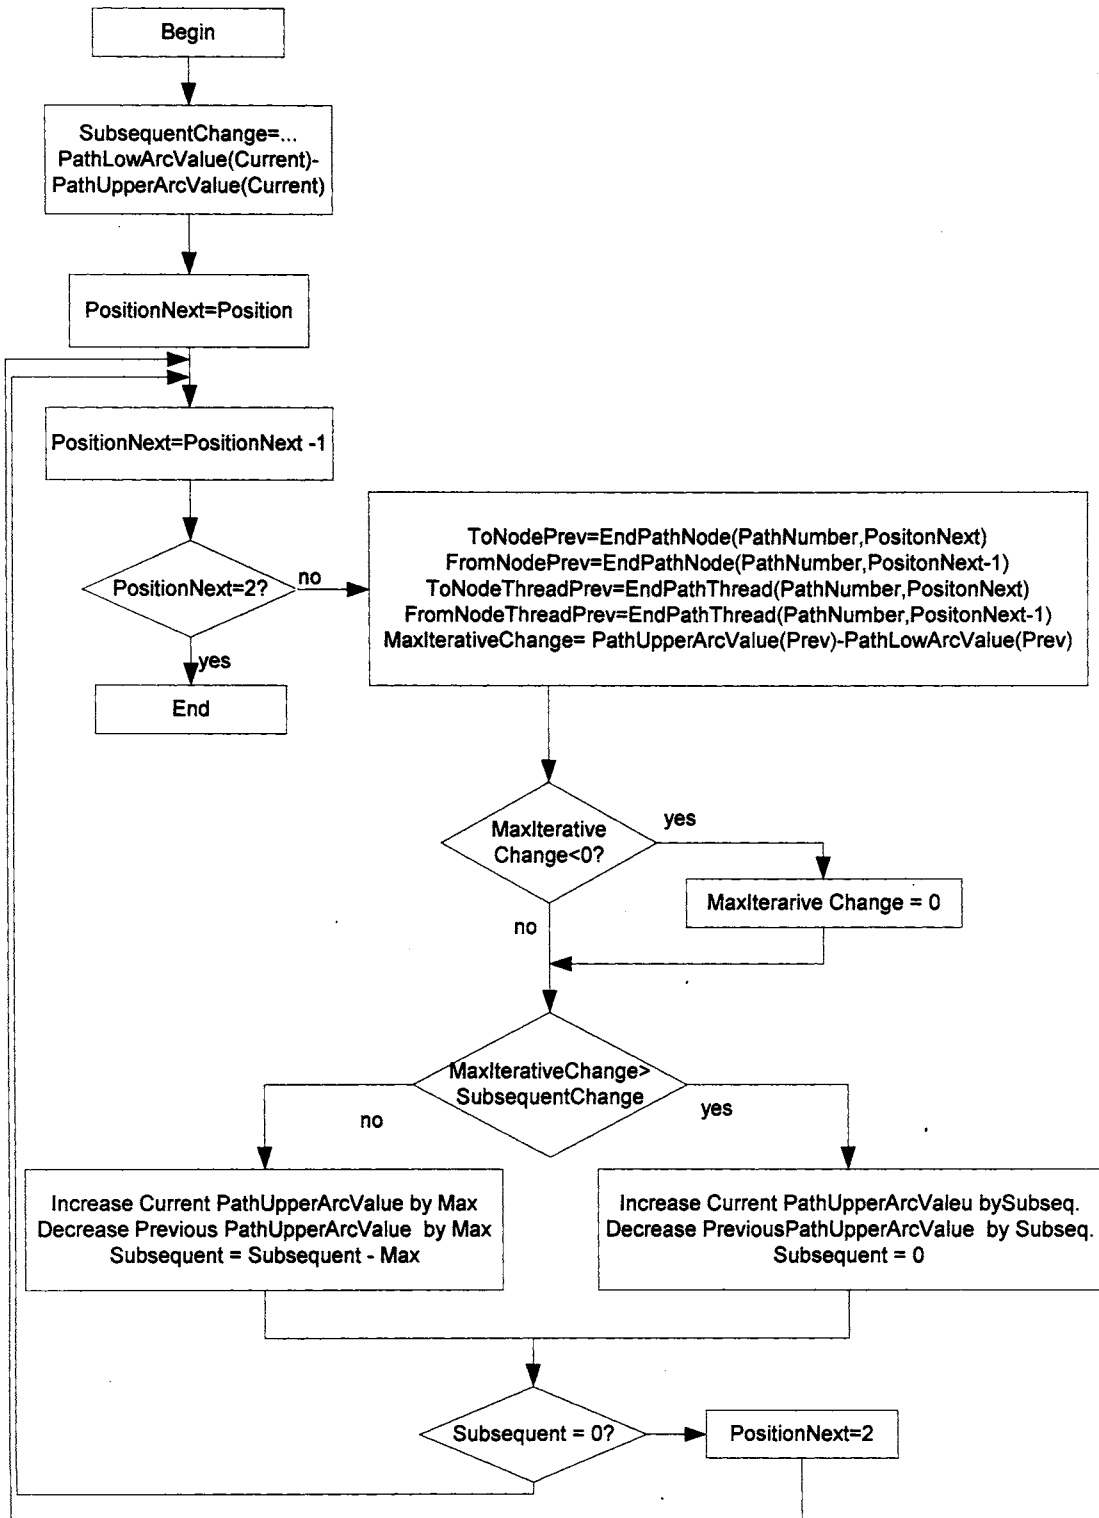 Begin
SubsequentChange=...
PathLowArcValue(Current)-
PathUpperArcValue(Current)
PositionNext=Position
PositionNext=PositionNext -1
PositionNext=2?
no
yes
End
ToNodePrev=EndPathNode(PathNumber,PositonNext)
FromNodePrev=EndPathNode(PathNumber,PositonNext-1)
ToNodeThreadPrev=EndPathThread(PathNumber,PositonNext)
FromNodeThreadPrev=EndPathThread(PathNumber,PositonNext-1)
MaxIterativeChange= PathUpperArcValue(Prev)-PathLowArcValue(Prev)
MaxIterative
Change<0?
yes
MaxIterarive Change = 0
no
MaxIterativeChange>
SubsequentChange
no
yes
Increase Current PathUpperArcValue by Max
Decrease Previous PathUpperArcValue by Max
Subsequent = Subsequent - Max
Increase Current PathUpperArcValeu bySubseq.
Decrease PreviousPathUpperArcValue by Subseq.
Subsequent = 0
Subsequent = 0?
PositionNext=2